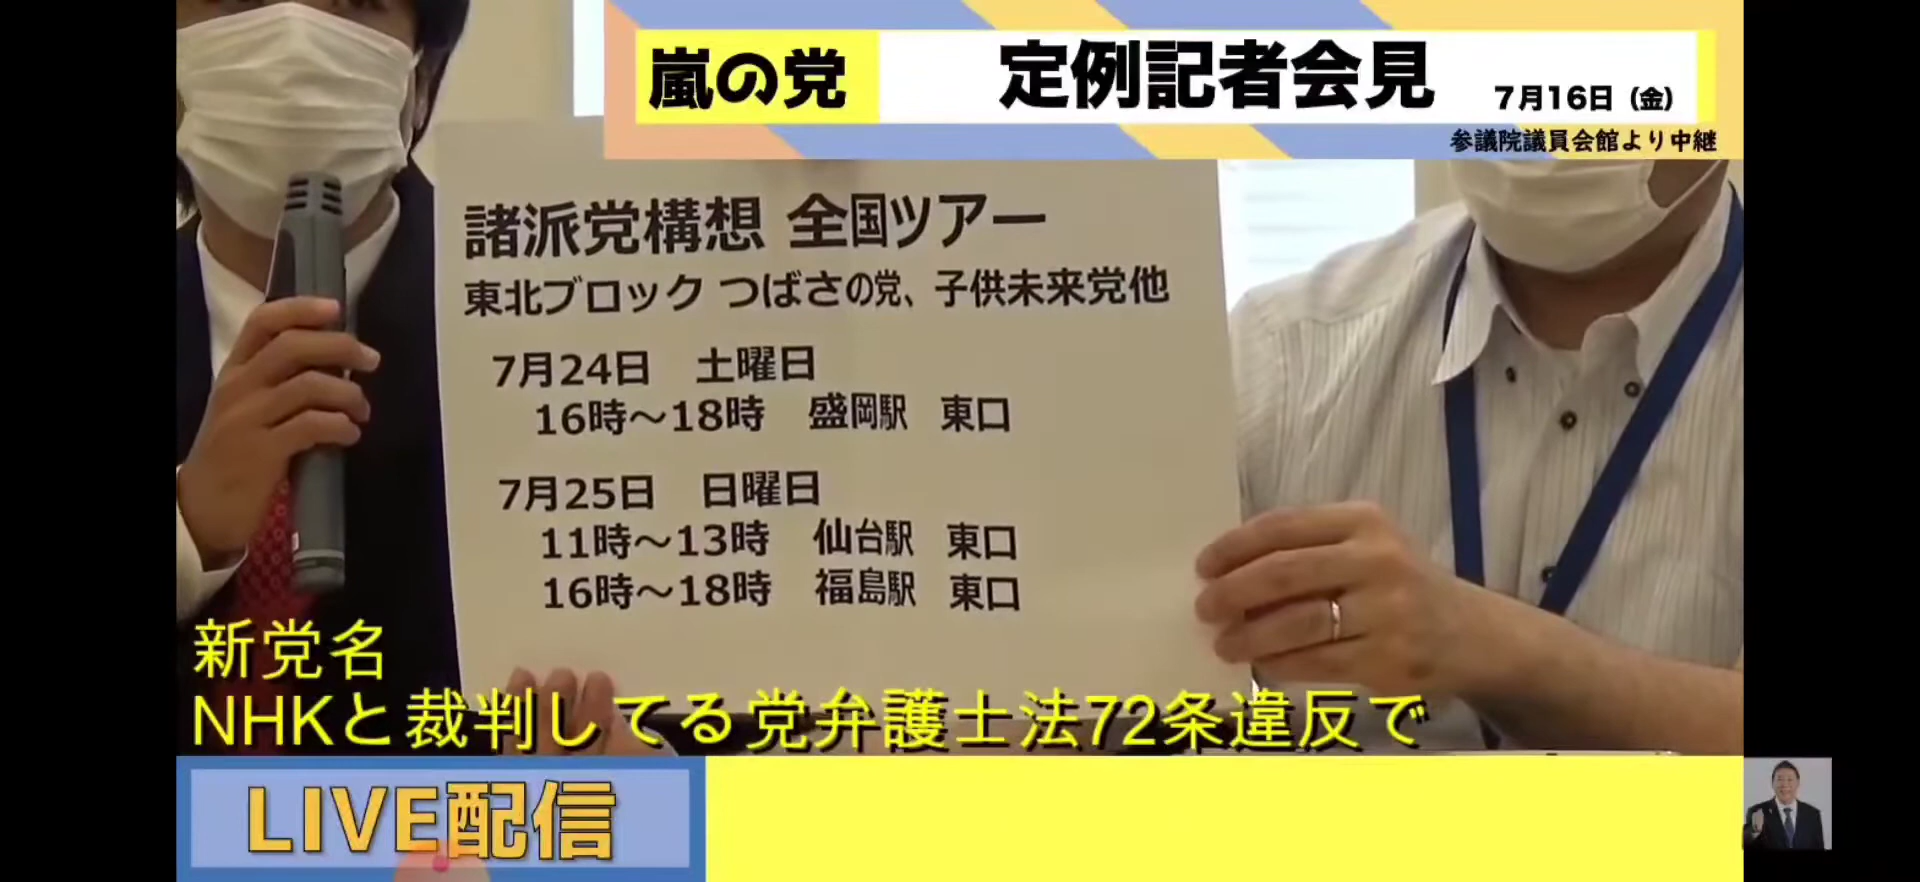 嵐の党 定例記者会見 7月16日（金）
参議院議員会館より中継
諸派党構想 全国ツアー
東北ブロック つばさの党、子供未来党他
7月24日 土曜日
16時～18時 盛岡駅 東口
7月25日 日曜日
11時～13時 仙台駅 東口
16時～18時 福島駅 東口
新党名
NHKと裁判してる党弁護士法72条違反で
LIVE配信